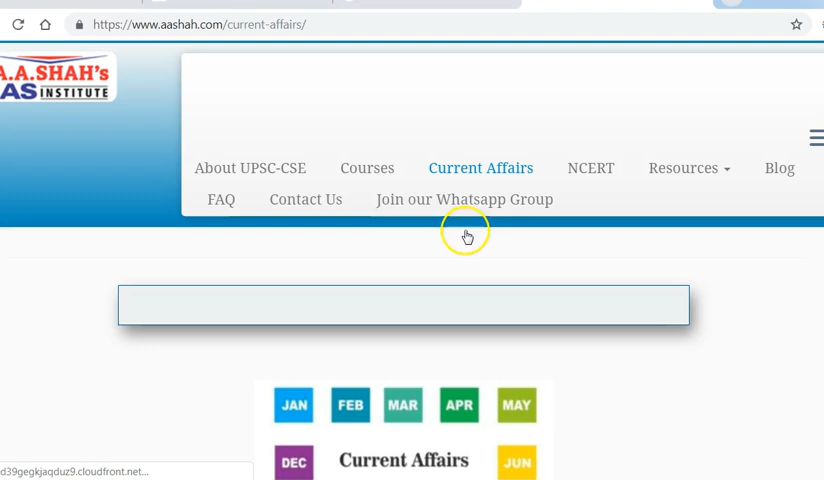 https://www.aashah.com/current-affairs/
A.A.SHAH's
IAS INSTITUTE
About UPSC-CSE Courses Current Affairs NCERT Resources Blog
FAQ Contact Us Join our Whatsapp Group
JAN FEB MAR APR MAY
DEC Current Affairs JUN
d39gegkjaqduz9.cloudfront.net...